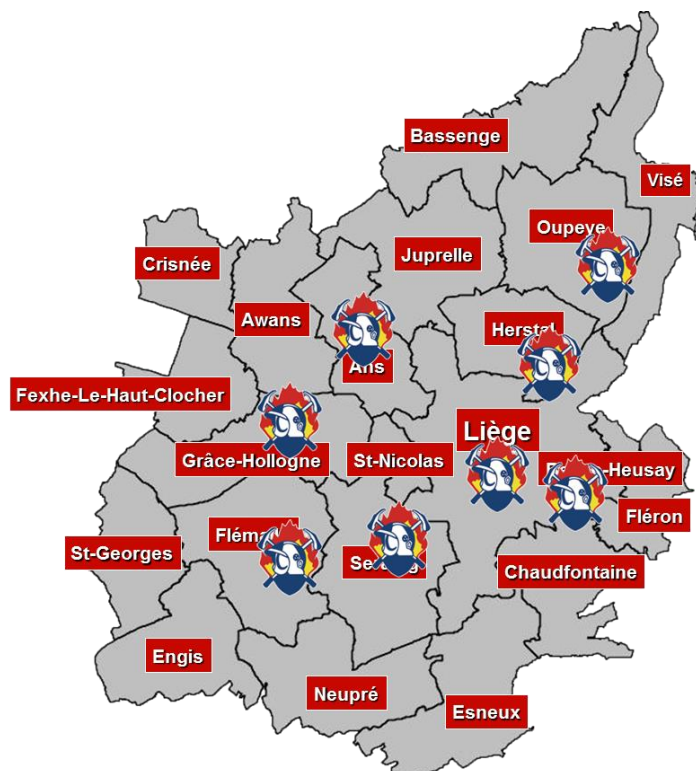 Bassenge
Visé
Oupeye
Juprelle
Crisnée
Awans
Herstal
Ans
Fexhe-Le-Haut-Clocher
Liège
Grâce-Hollogne
St-Nicolas
-Heusay
Fléron
St-Georges
Chaudfontaine
Engis
Neupré
Esneux